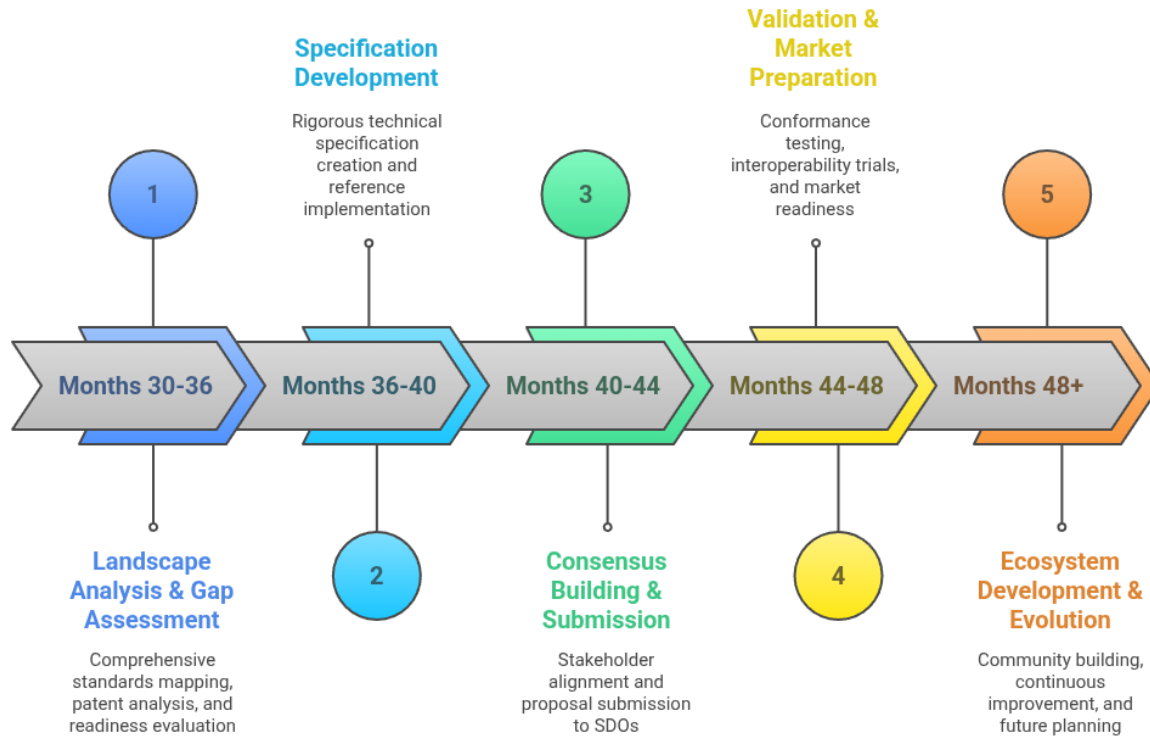 Specification
Development
Rigorous technical
specification
creation and
reference
implementation
Validation &
Market
Preparation
Conformance
testing,
interoperability trials,
and market
readiness
1
3
5
Months 30-36
Months 36-40
Months 40-44
Months 44-48
Months 48+
Landscape
Analysis & Gap
Assessment
Comprehensive
standards mapping,
patent analysis, and
readiness evaluation
2
Consensus
Building &
Submission
Stakeholder
alignment and
proposal submission
to SDOs
4
Ecosystem
Development &
Evolution
Community building,
continuous
improvement, and
future planning